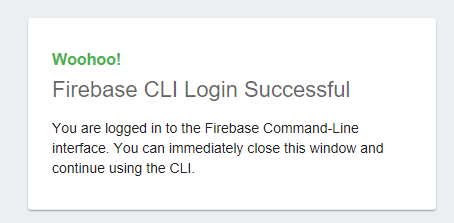 Woohoo!
Firebase CLI Login Successful
You are logged in to the Firebase Command-Line
interface. You can immediately close this window and
continue using the CLI.